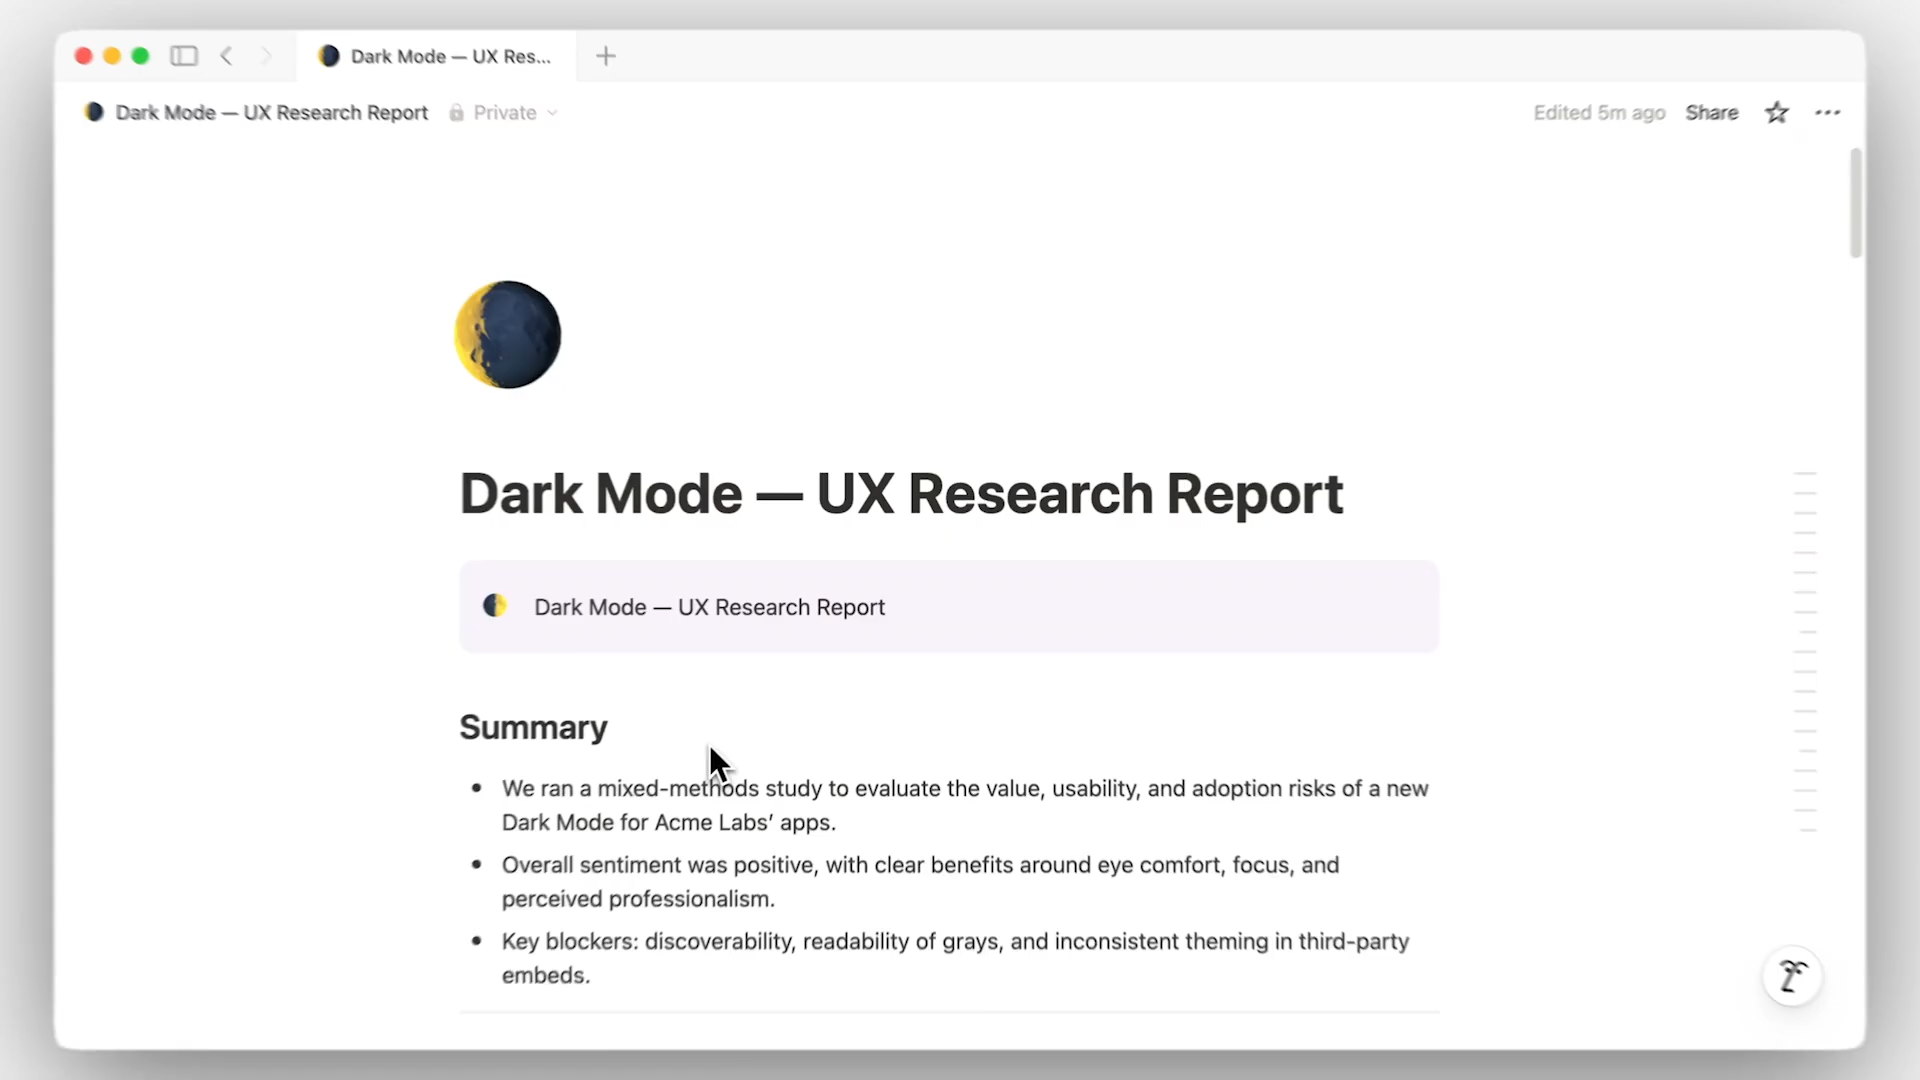 Dark Mode — UX Res...
Dark Mode — UX Research Report Private
Edited 5m ago Share
Dark Mode — UX Research Report
Dark Mode — UX Research Report
Summary
• We ran a mixed-methods study to evaluate the value, usability, and adoption risks of a new
Dark Mode for Acme Labs’ apps.
• Overall sentiment was positive, with clear benefits around eye comfort, focus, and
perceived professionalism.
• Key blockers: discoverability, readability of grays, and inconsistent theming in third-party
embeds.